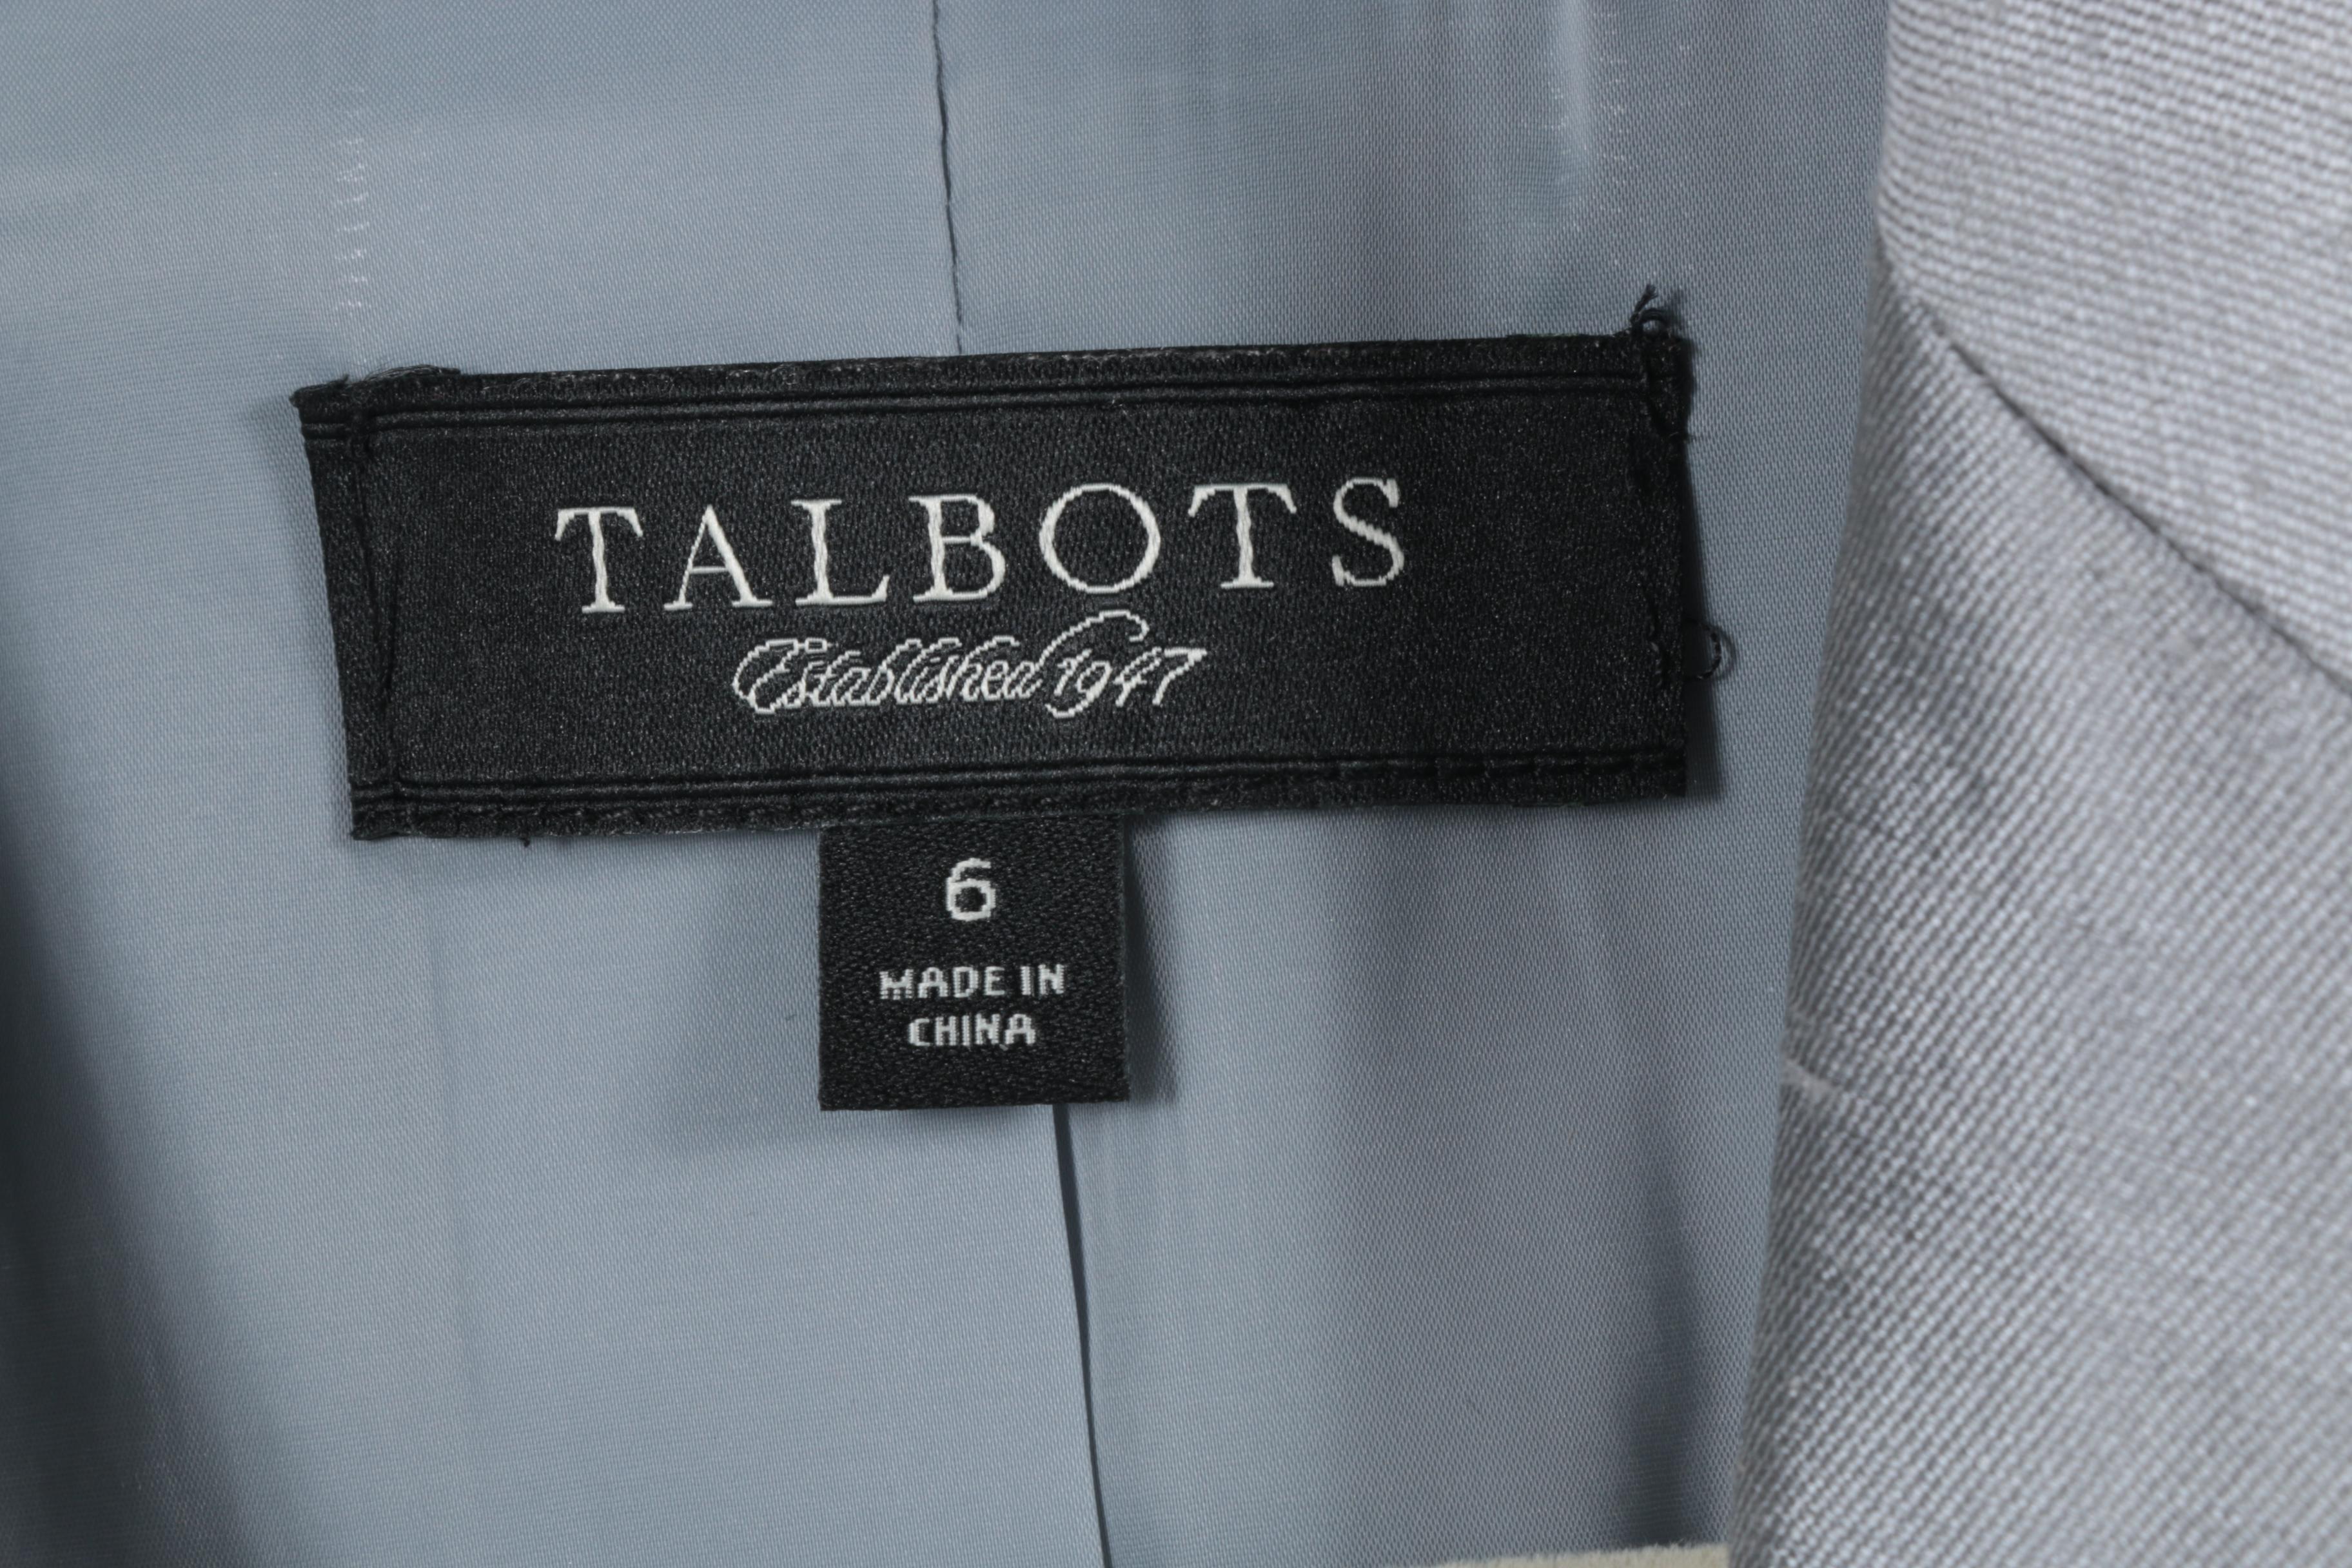 TALBOTS
Established 1947
6
MADE IN
CHINA